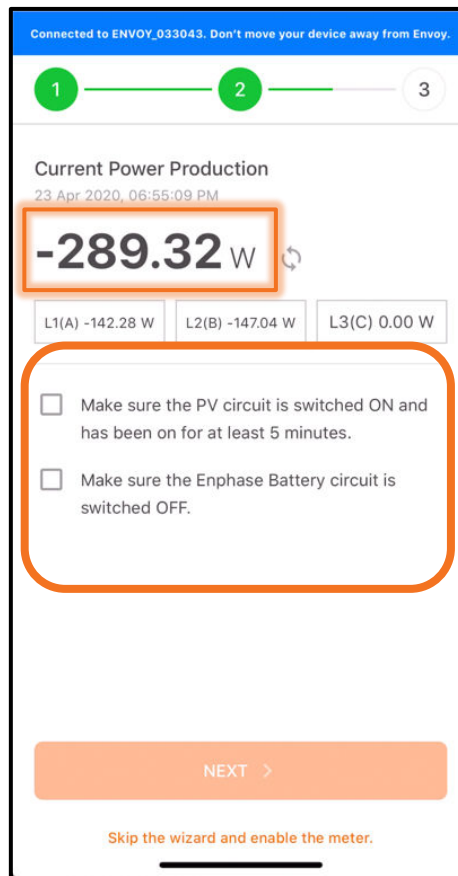 Connected to ENVOY_033043. Don't move your device away from Envoy.
1 2 3
Current Power Production
23 Apr 2020, 06:55:09 PM
-289.32 W
L1(A) -142.28 W L2(B) -147.04 W L3(C) 0.00 W
Make sure the PV circuit is switched ON and
has been on for at least 5 minutes.
Make sure the Enphase Battery circuit is
switched OFF.
NEXT >
Skip the wizard and enable the meter.